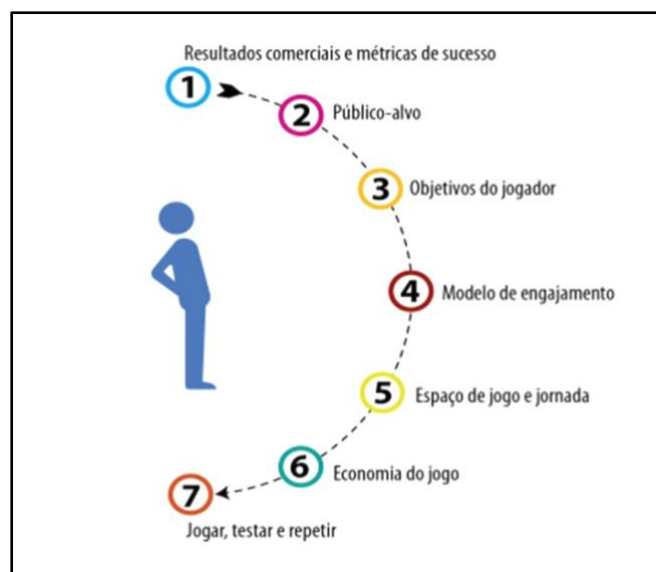 Resultados comerciais e métricas de sucesso
1
2 Público-alvo
3 Objetivos do jogador
4 Modelo de engajamento
5 Espaço de jogo e jornada
6 Economia do jogo
7
Jogar, testar e repetir